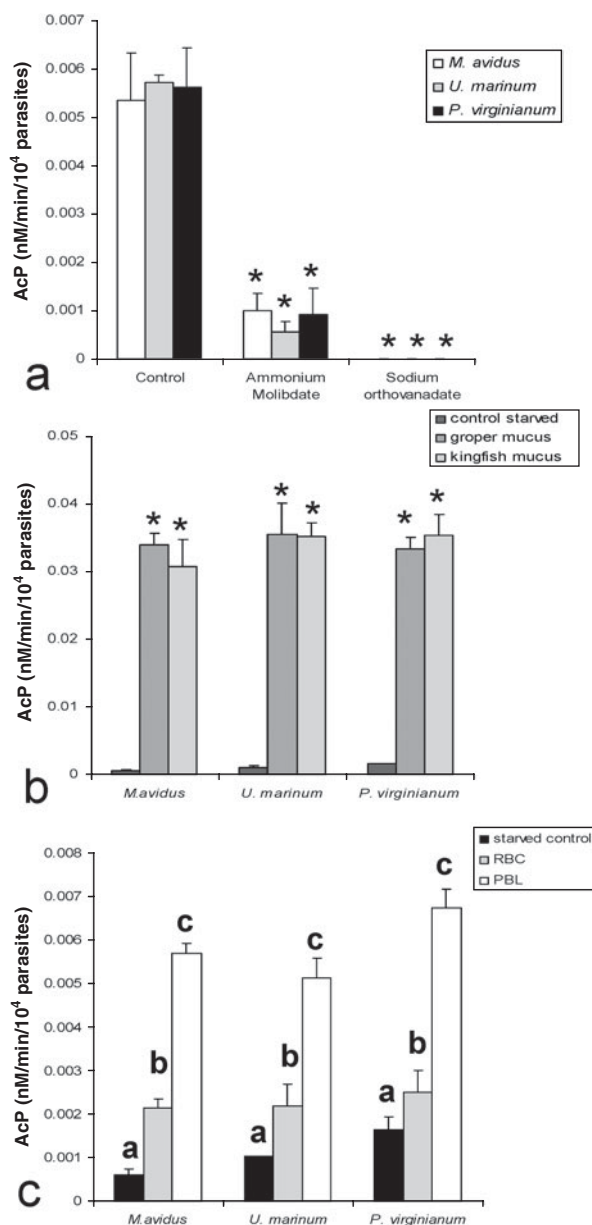 0.007
0.006
0.005
0.004
0.003
0.002
0.001
0
AcP (nM/min/10⁴ parasites)
M. avidus
U. marinum
P. virginianum
* * *
* * *
Control
Ammonium Molibdate
Sodium orthovanadate
a
control starved
groper mucus
kingfish mucus
0.05
0.04
0.03
0.02
0.01
0
AcP (nM/min/10⁴ parasites)
* * * * * *
M.avidus
U. marinum
P. virginianum
b
starved control
RBC
PBL
0.008
0.007
0.006
0.005
0.004
0.003
0.002
0.001
0
AcP (nM/min/10⁴ parasites)
a b c
a b c
a b c
M.avidus
U. marinum
P. virginianum
c